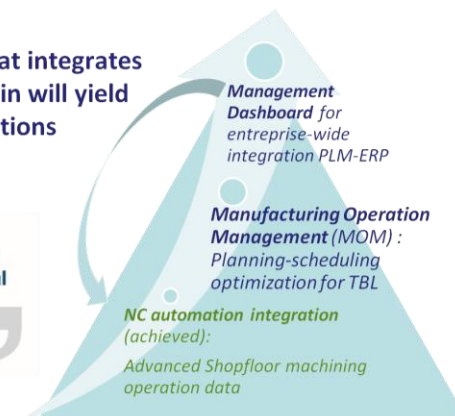 at integrates
in will yield
tions
Management
Dashboard for
entreprise-wide
integration PLM-ERP
Manufacturing Operation
Management (MOM) :
Planning-scheduling
optimization for TBL
l
NC automation integration
(achieved):
Advanced Shopfloor machining
operation data